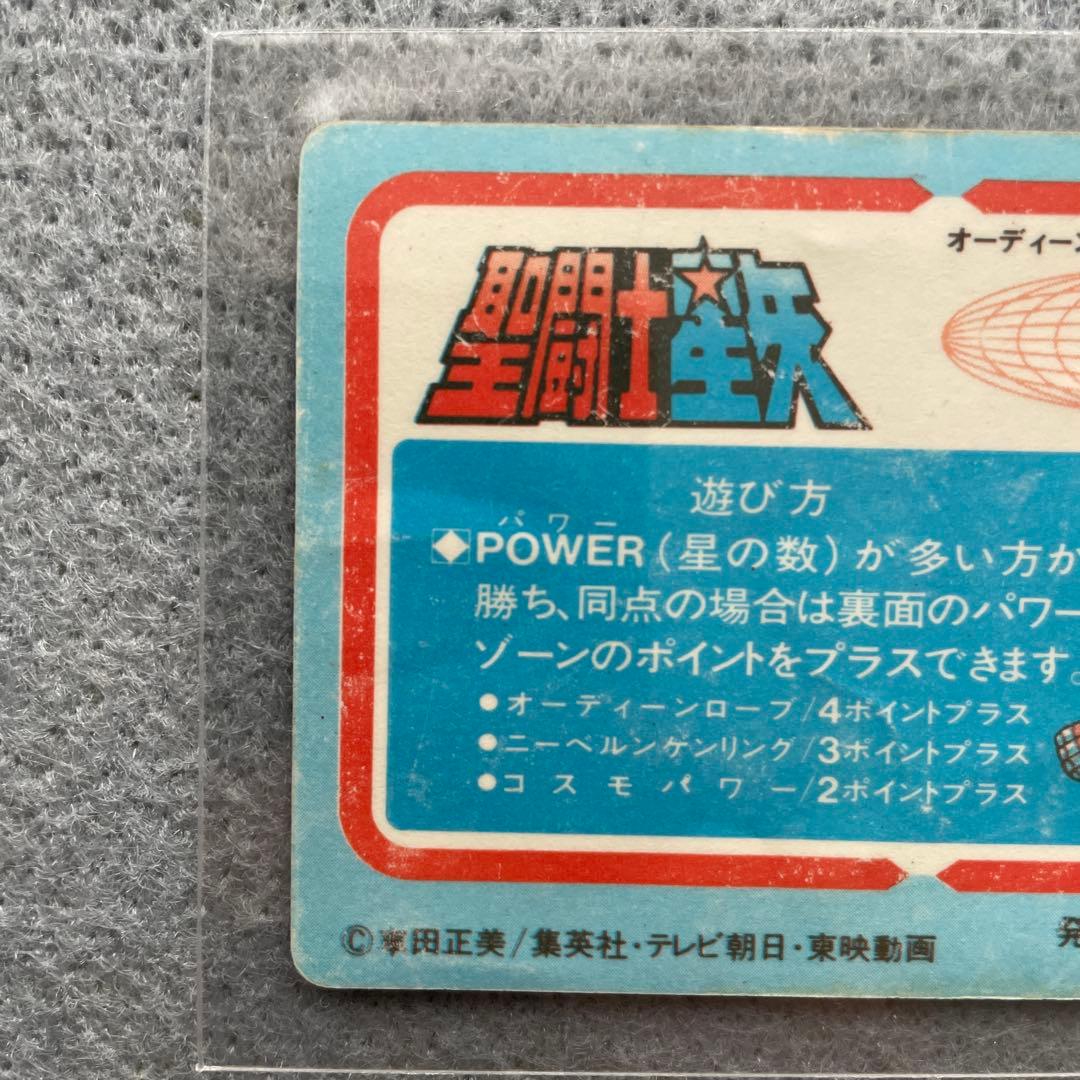 聖闘士星矢
オーディーン
遊び方
パワー
POWER(星の数)が多い方が
勝ち、同点の場合は裏面のパワー
ゾーンのポイントをプラスできます。
●オーディーンローブ/4ポイントプラス
●ニーベルンゲンリング/3ポイントプラス
●コスモパワー/2ポイントプラス
©車田正美/集英社・テレビ朝日・東映動画
発